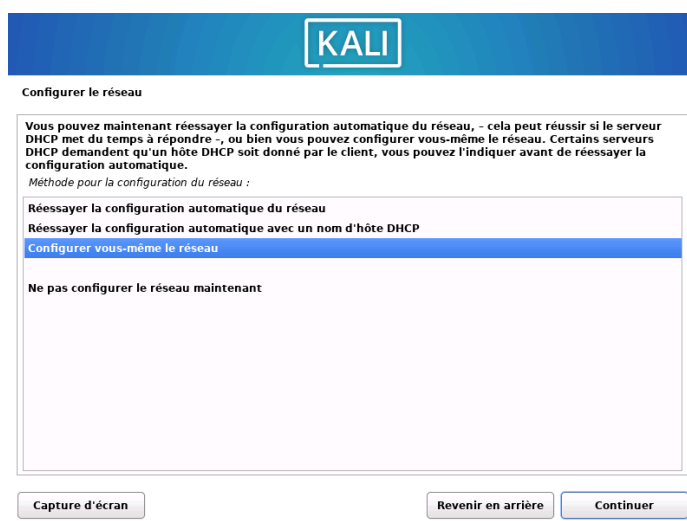 KALI
Configurer le réseau
Vous pouvez maintenant réessayer la configuration automatique du réseau, – cela peut réussir si le serveur
DHCP met du temps à répondre –, ou bien vous pouvez configurer vous-même le réseau. Certains serveurs
DHCP demandent qu'un hôte DHCP soit donné par le client, vous pouvez l'indiquer avant de réessayer la
configuration automatique.
Méthode pour la configuration du réseau :
Réessayer la configuration automatique du réseau
Réessayer la configuration automatique avec un nom d'hôte DHCP
Configurer vous-même le réseau
Ne pas configurer le réseau maintenant
Capture d'écran
Revenir en arrière
Continuer